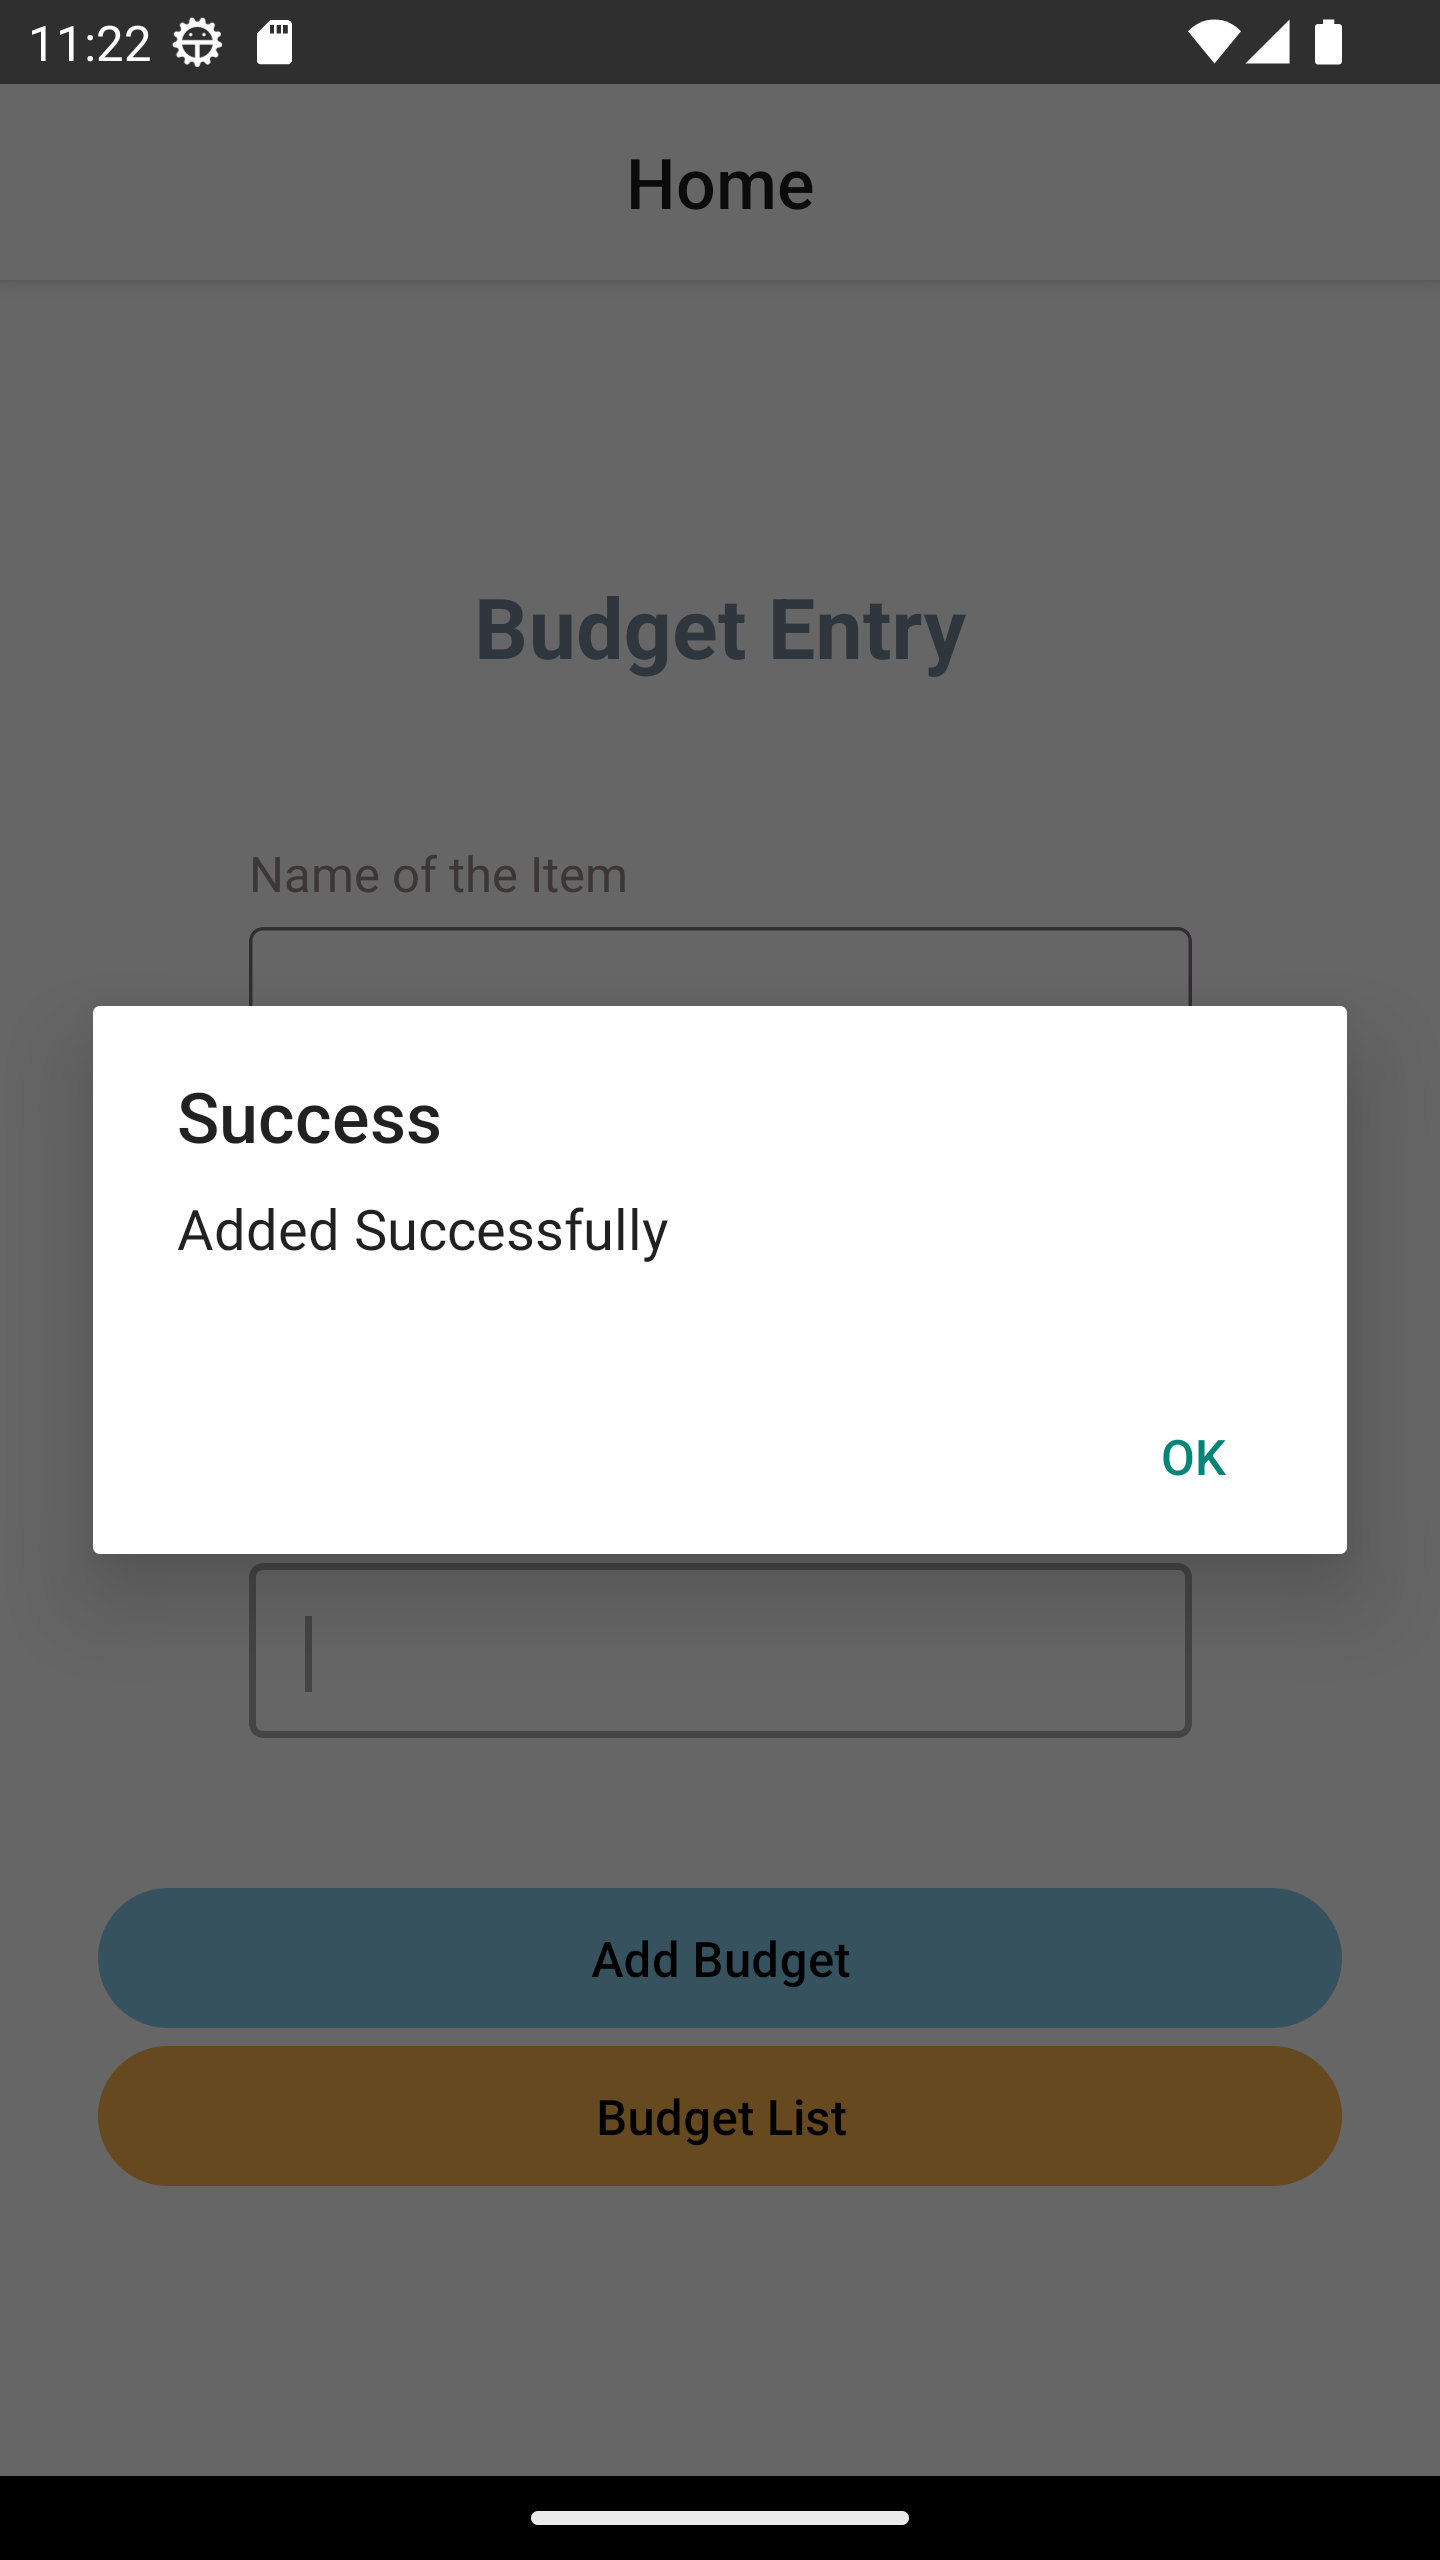 11:22
Home
Budget Entry
Name of the Item
Success
Added Successfully
OK
Add Budget
Budget List